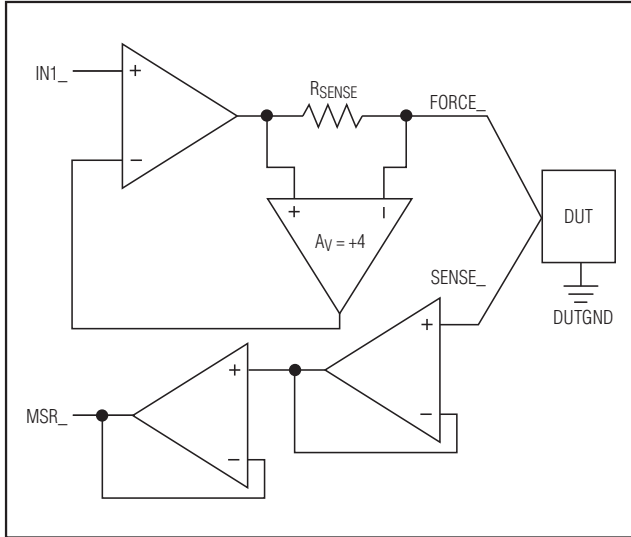 IN1_
+
−
RSENSE
FORCE_
+
−
AV = +4
DUT
DUTGND
SENSE_
+
−
+
−
MSR_